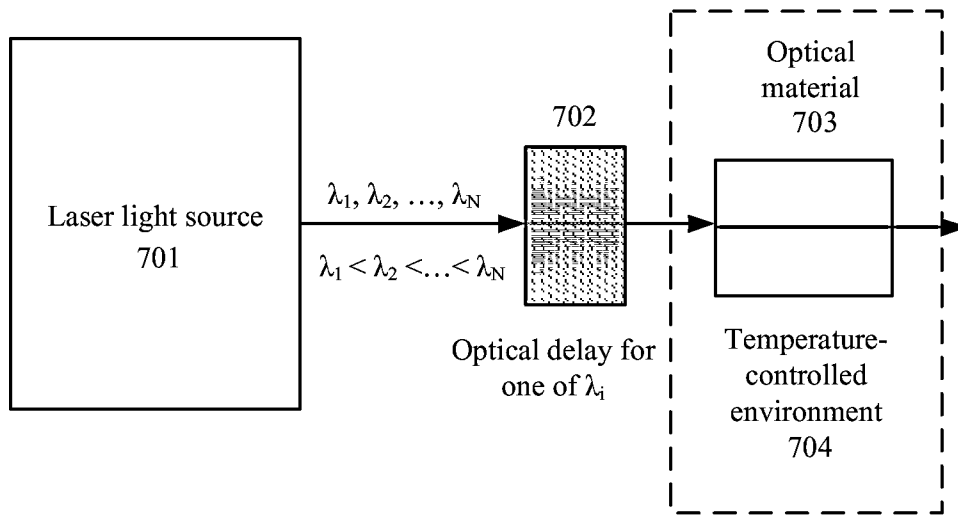 Laser light source
701
λ1, λ2, …, λN
λ1 < λ2 <…< λN
702
Optical delay for
one of λi
Optical
material
703
Temperature-
controlled
environment
704